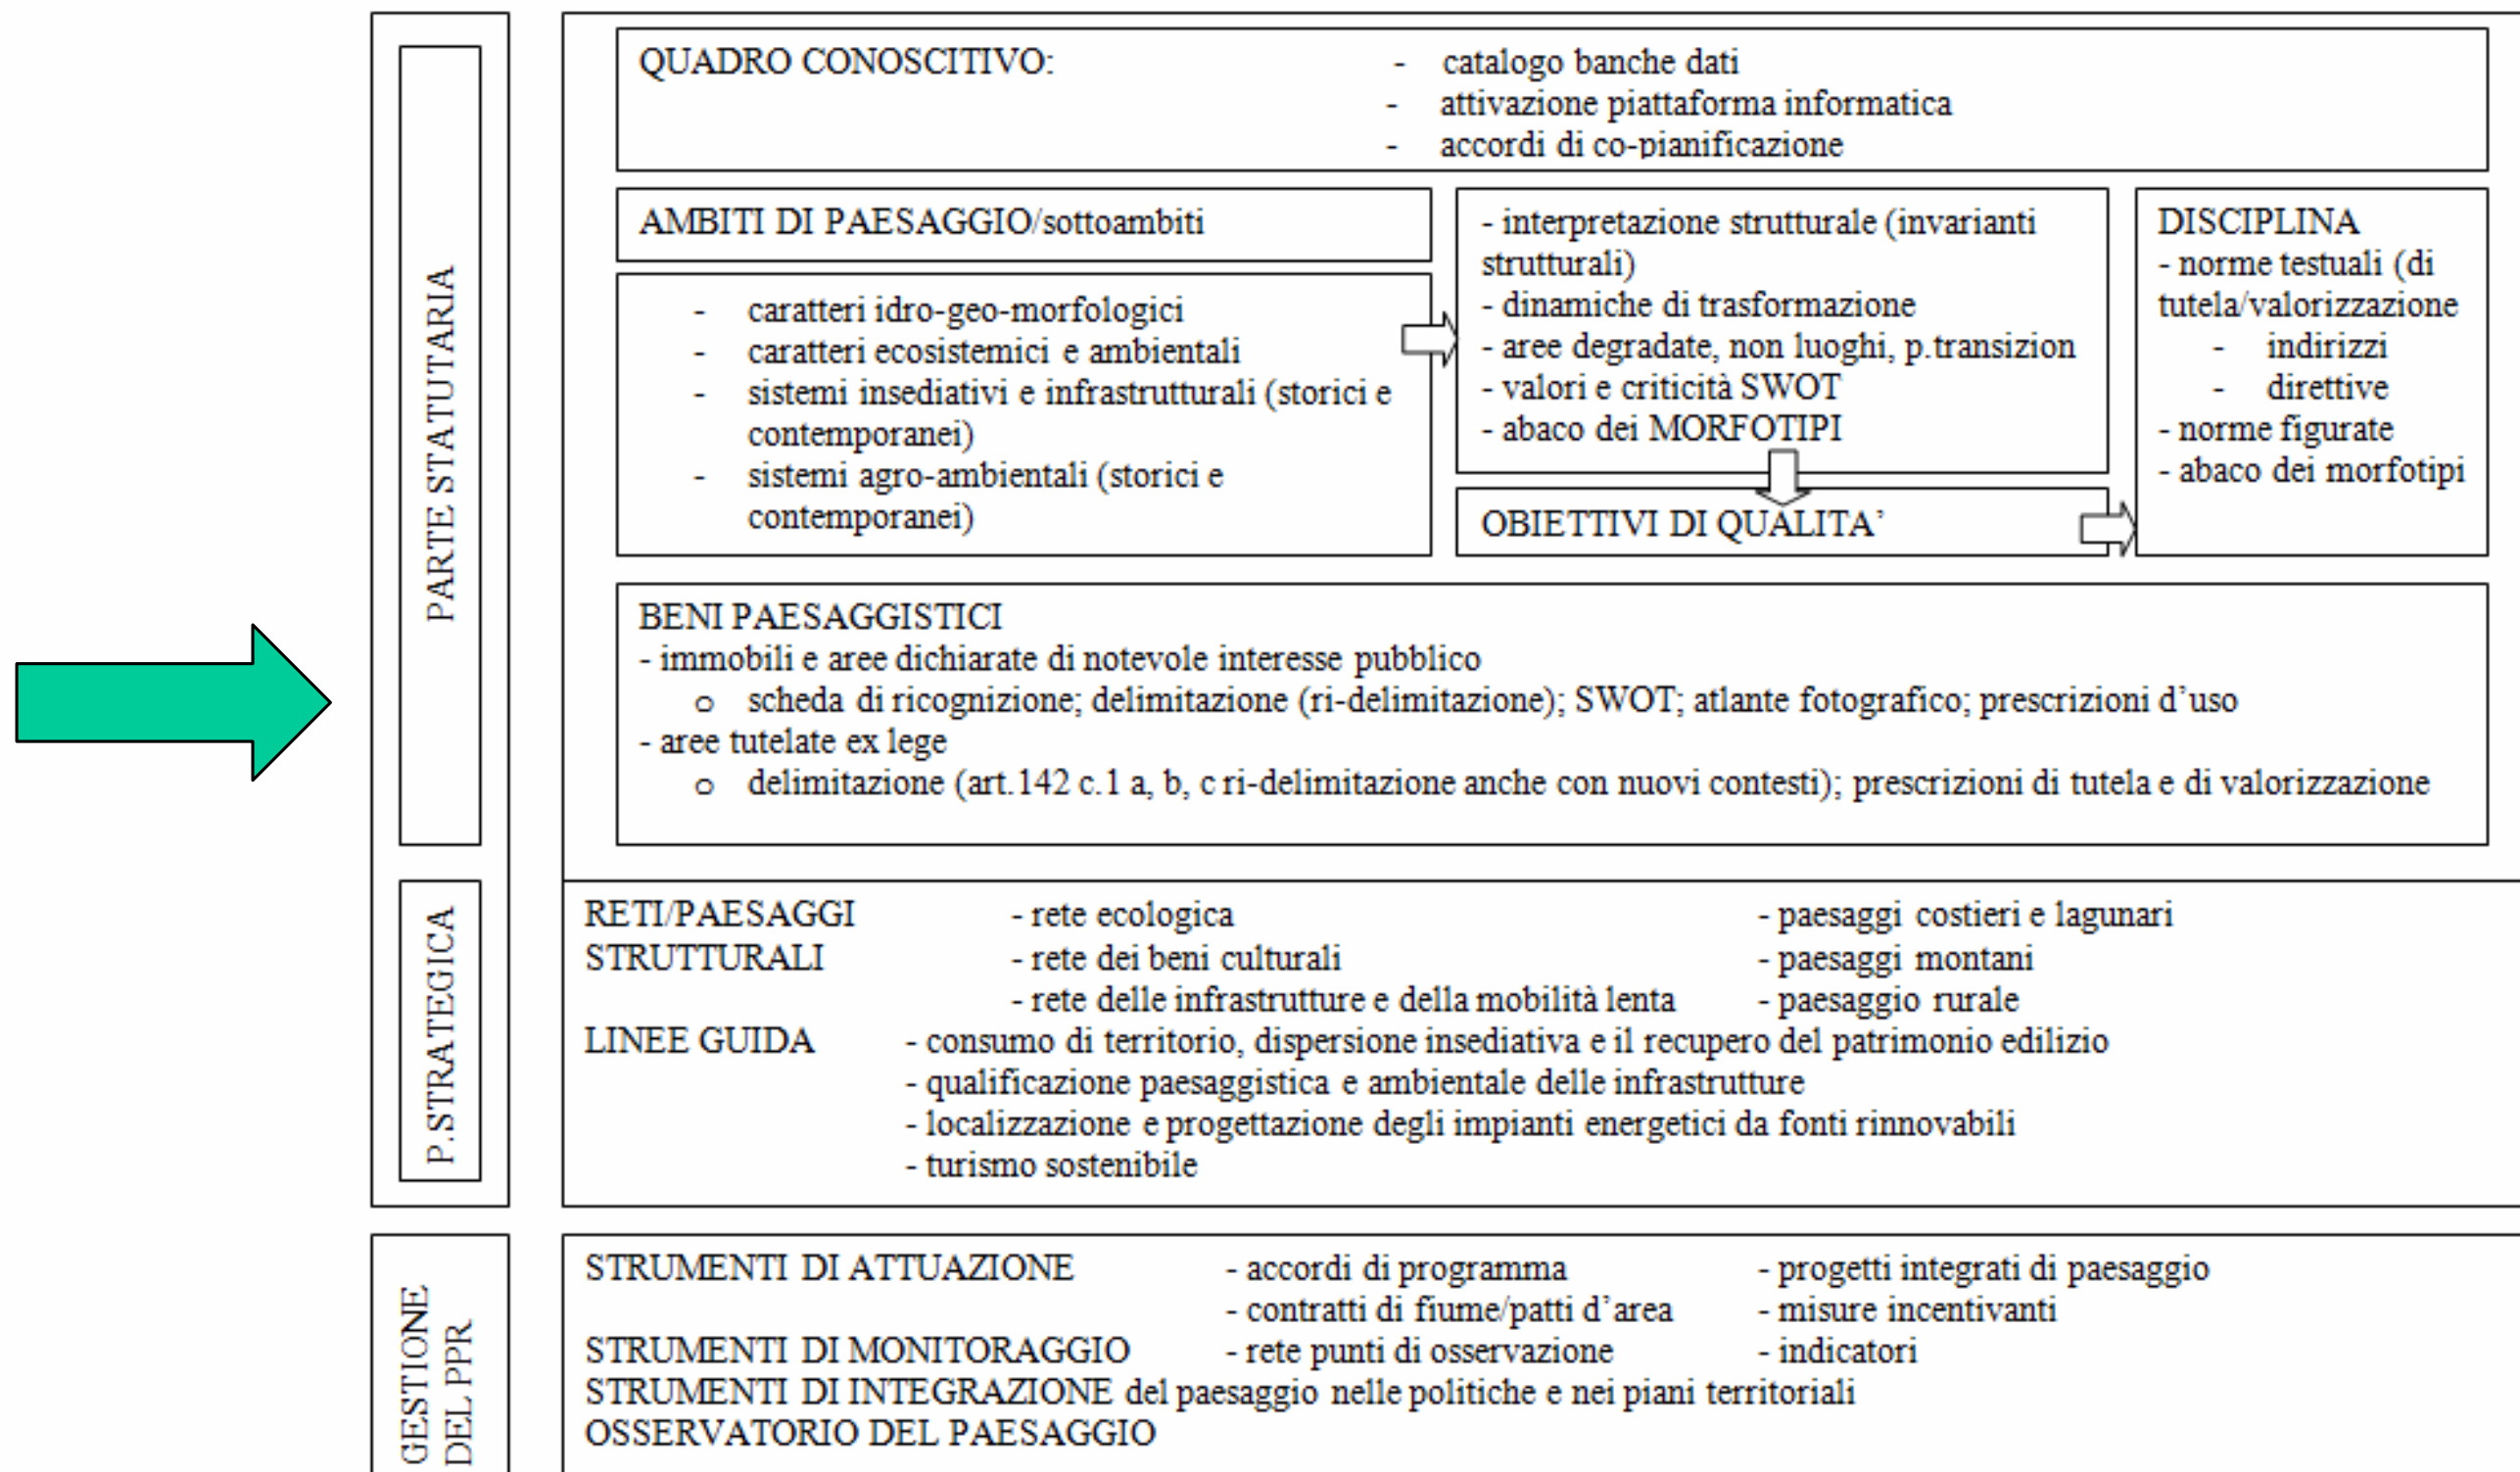 PARTE STATUTARIA
QUADRO CONOSCITIVO:
- catalogo banche dati
- attivazione piattaforma informatica
- accordi di co-pianificazione
AMBITI DI PAESAGGIO/sottoambiti
- caratteri idro-geo-morfologici
- caratteri ecosistemici e ambientali
- sistemi insediativi e infrastrutturali (storici e
contemporanei)
- sistemi agro-ambientali (storici e
contemporanei)
- interpretazione strutturale (invarianti
strutturali)
- dinamiche di trasformazione
- aree degradate, non luoghi, p.transizion
- valori e criticità SWOT
- abaco dei MORFOTIPI
OBIETTIVI DI QUALITA’
DISCIPLINA
- norme testuali (di
tutela/valorizzazione
- indirizzi
- direttive
- norme figurate
- abaco dei morfotipi
BENI PAESAGGISTICI
- immobili e aree dichiarate di notevole interesse pubblico
o scheda di ricognizione; delimitazione (ri-delimitazione); SWOT; atlante fotografico; prescrizioni d’uso
- aree tutelate ex lege
o delimitazione (art.142 c.1 a, b, c ri-delimitazione anche con nuovi contesti); prescrizioni di tutela e di valorizzazione
P.STRATEGICA
RETI/PAESAGGI - rete ecologica - paesaggi costieri e lagunari
STRUTTURALI - rete dei beni culturali - paesaggi montani
- rete delle infrastrutture e della mobilità lenta - paesaggio rurale
LINEE GUIDA - consumo di territorio, dispersione insediativa e il recupero del patrimonio edilizio
- qualificazione paesaggistica e ambientale delle infrastrutture
- localizzazione e progettazione degli impianti energetici da fonti rinnovabili
- turismo sostenibile
GESTIONE
DEL PPR
STRUMENTI DI ATTUAZIONE - accordi di programma - progetti integrati di paesaggio
- contratti di fiume/patti d’area - misure incentivanti
STRUMENTI DI MONITORAGGIO - rete punti di osservazione - indicatori
STRUMENTI DI INTEGRAZIONE del paesaggio nelle politiche e nei piani territoriali
OSSERVATORIO DEL PAESAGGIO